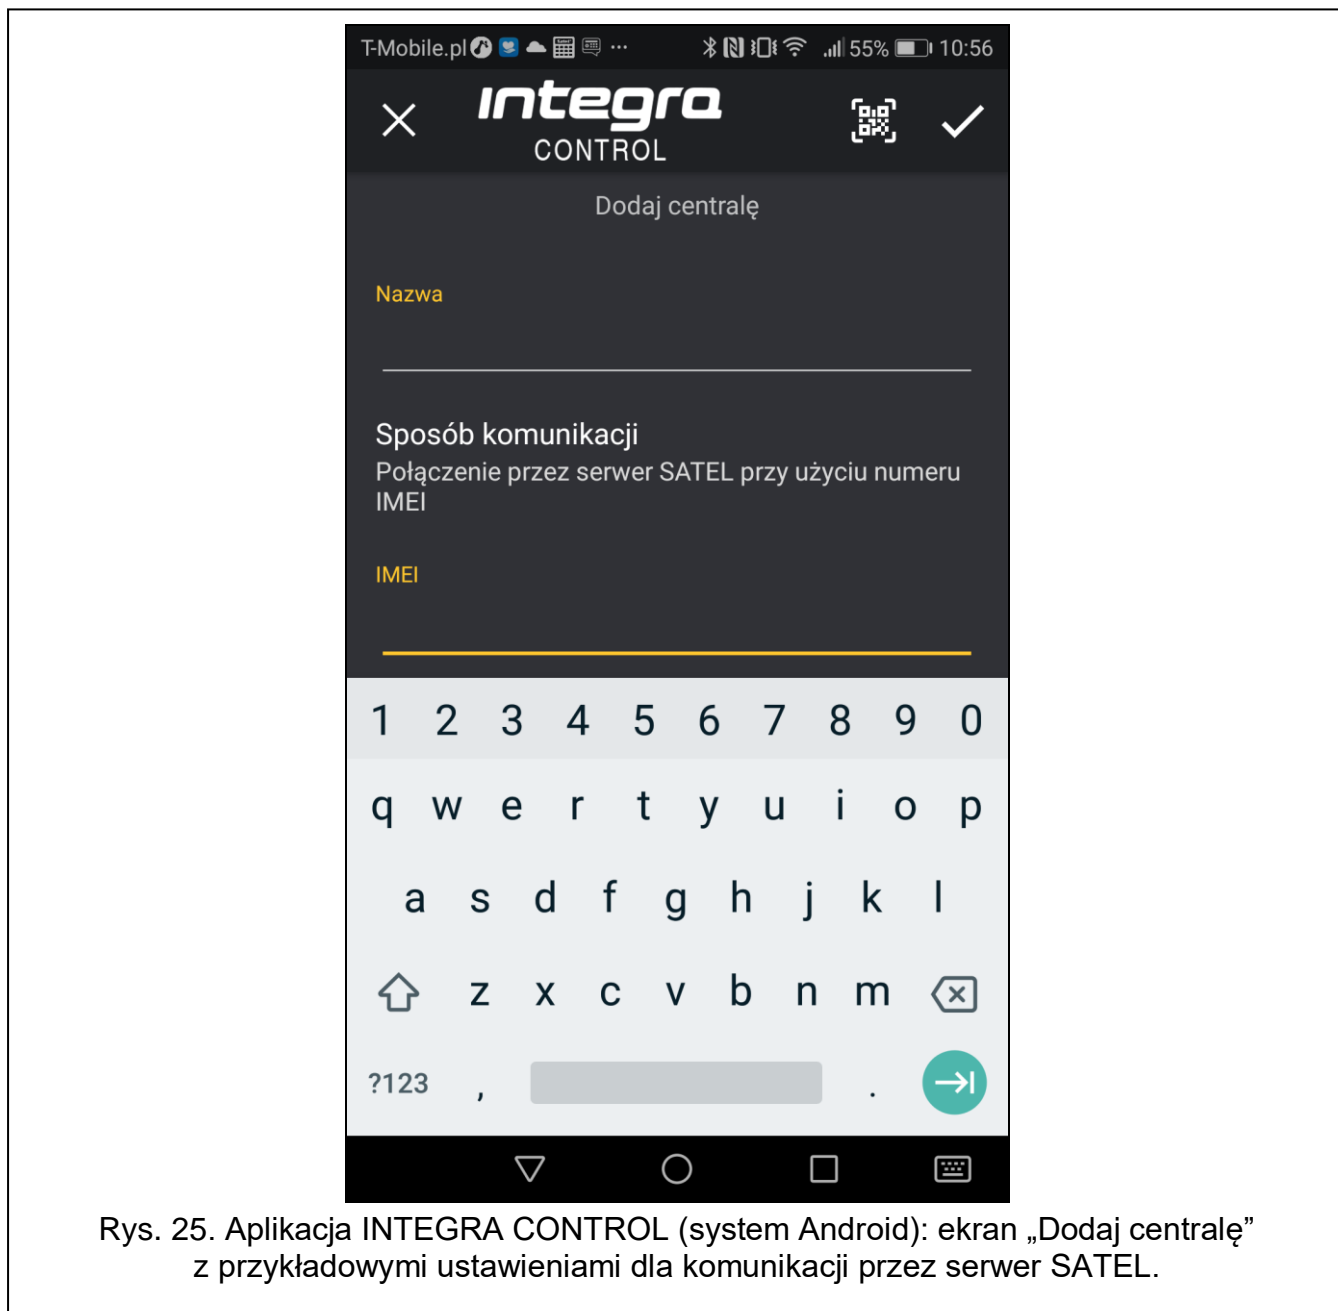 T-Mobile.pl 55% 10:56
Integra
CONTROL
Dodaj centralę
Nazwa
Sposób komunikacji
Połączenie przez serwer SATEL przy użyciu numeru
IMEI
IMEI
1 2 3 4 5 6 7 8 9 0
q w e r t y u i o p
a s d f g h j k l
z x c v b n m
?123 , .
Rys. 25. Aplikacja INTEGRA CONTROL (system Android): ekran „Dodaj centralę”
z przykładowymi ustawieniami dla komunikacji przez serwer SATEL.